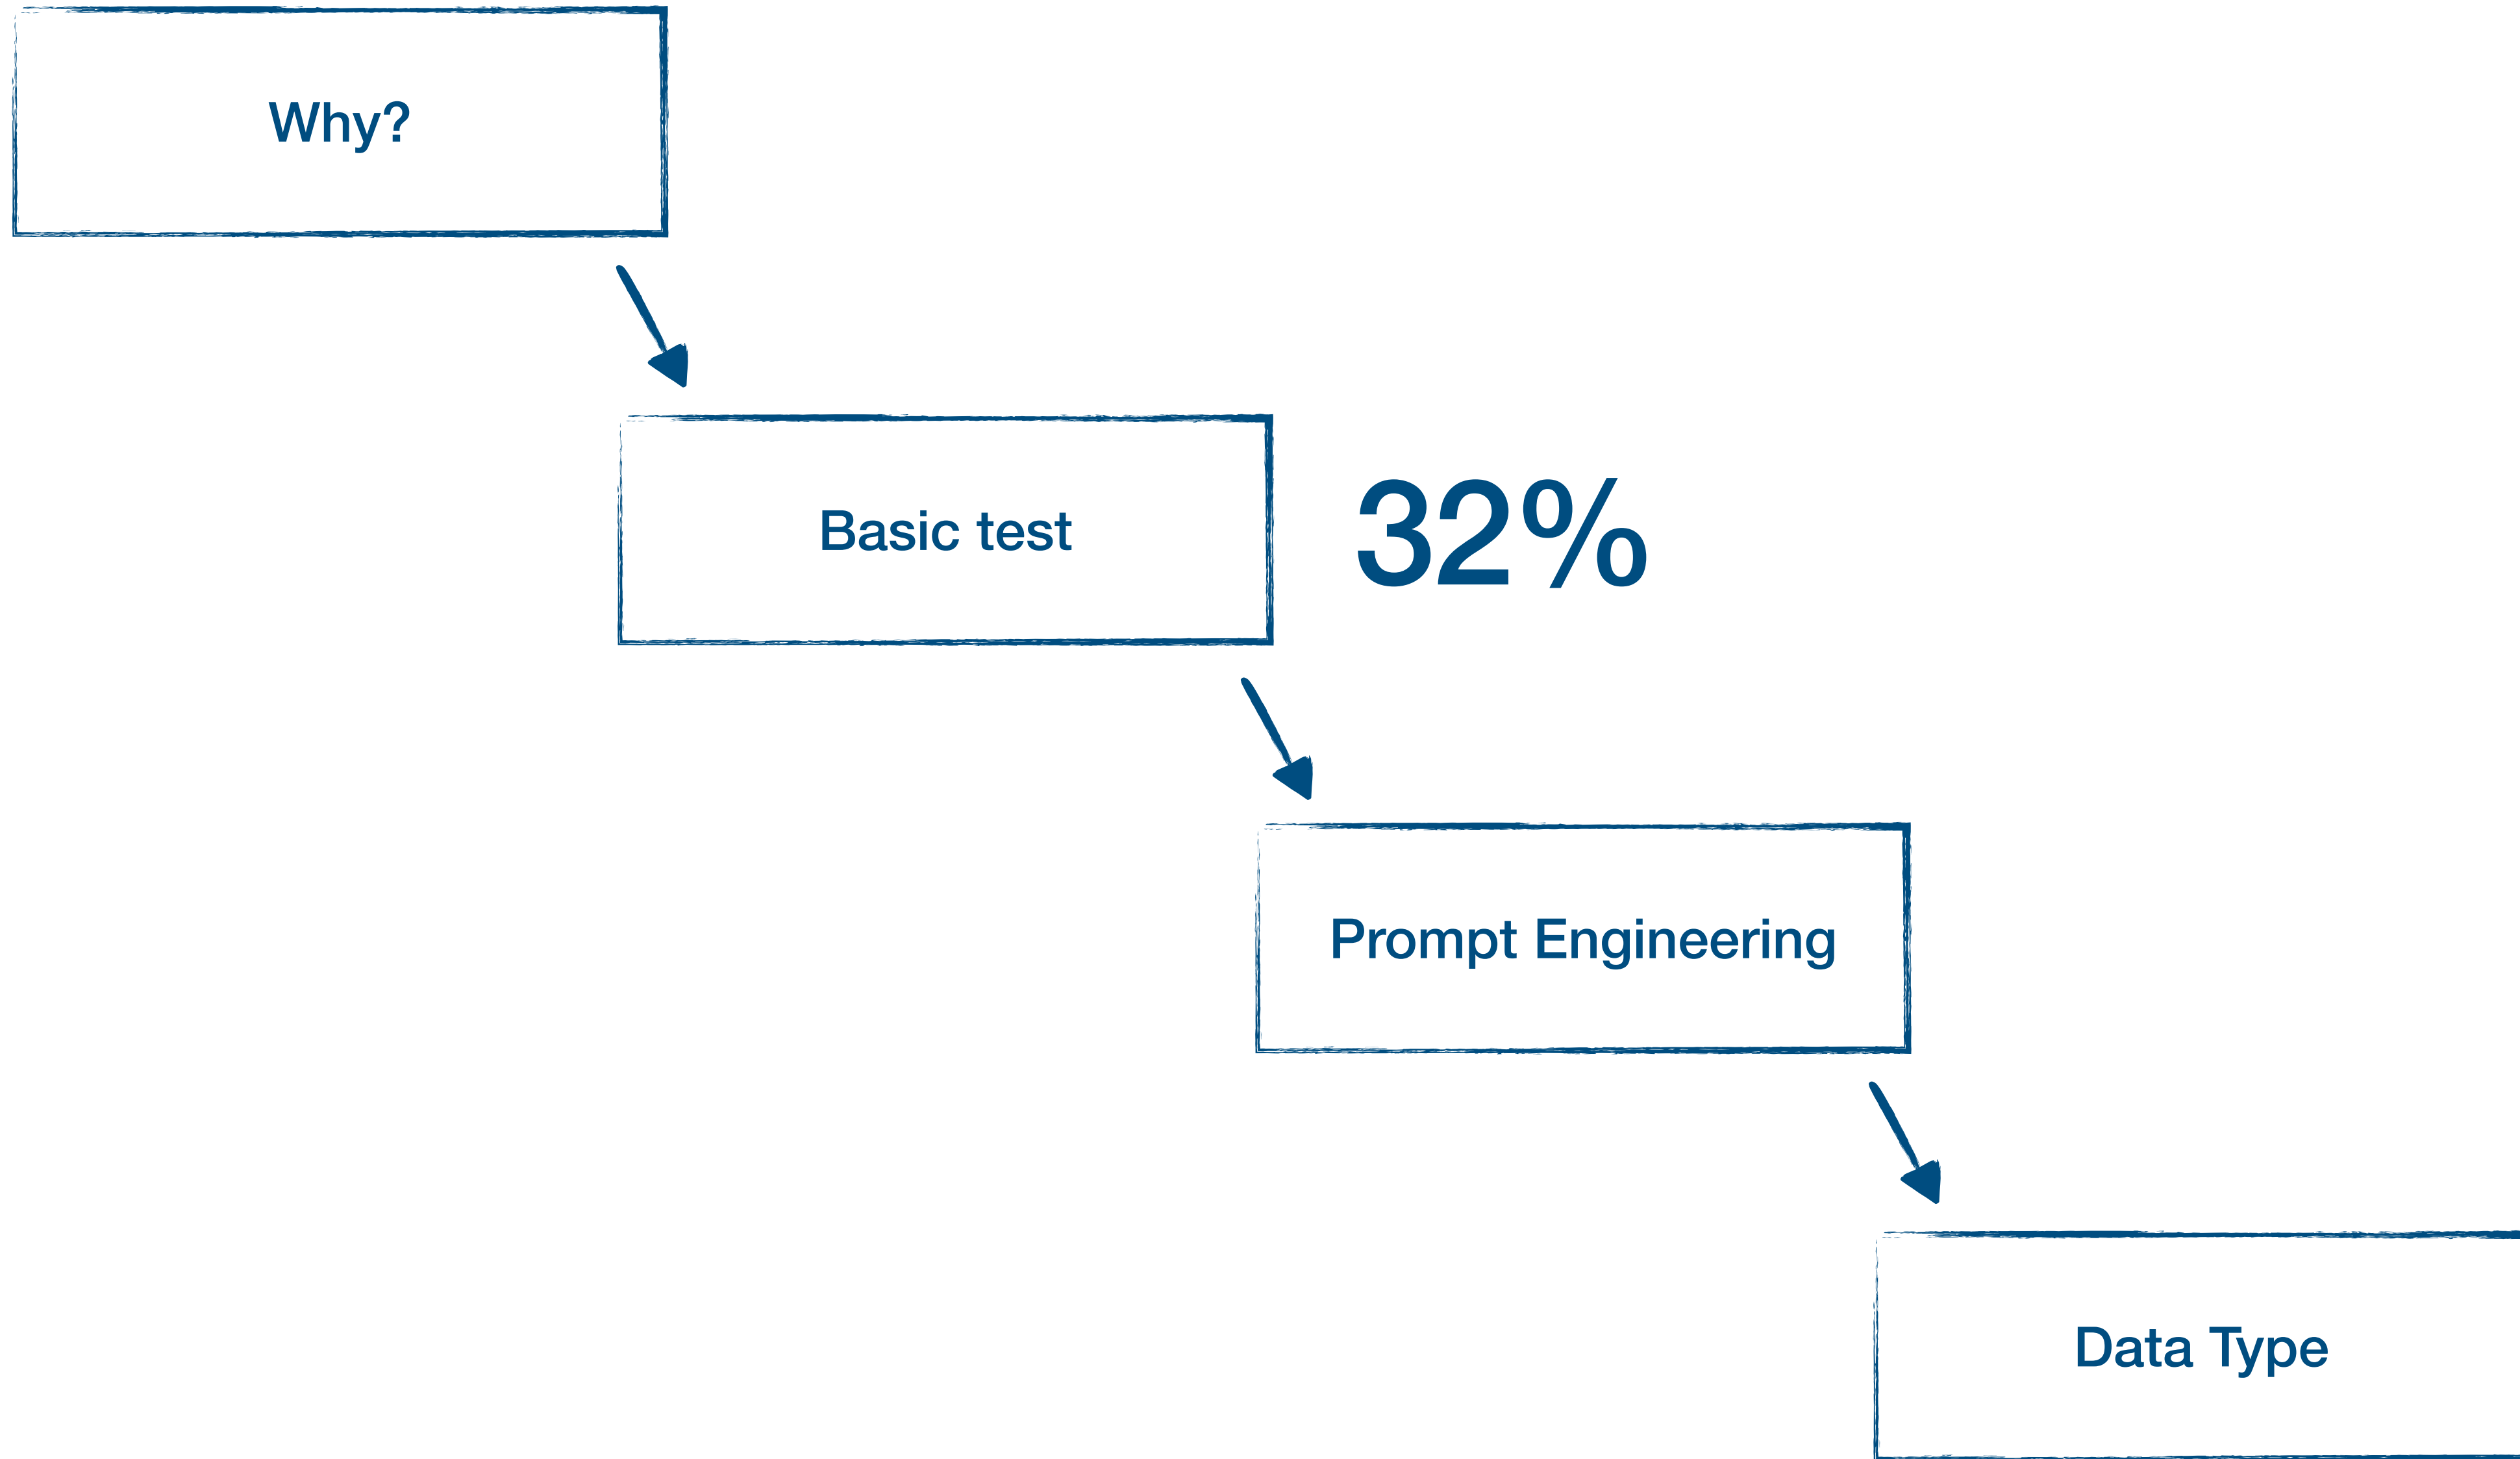 Why?
Basic test
32%
Prompt Engineering
Data Type